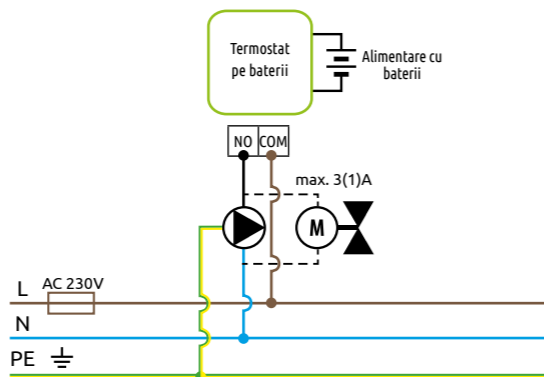 Termostat
pe baterii
Alimentare cu
baterii
NO COM
max. 3(1)A
M
L AC 230V
N
PE